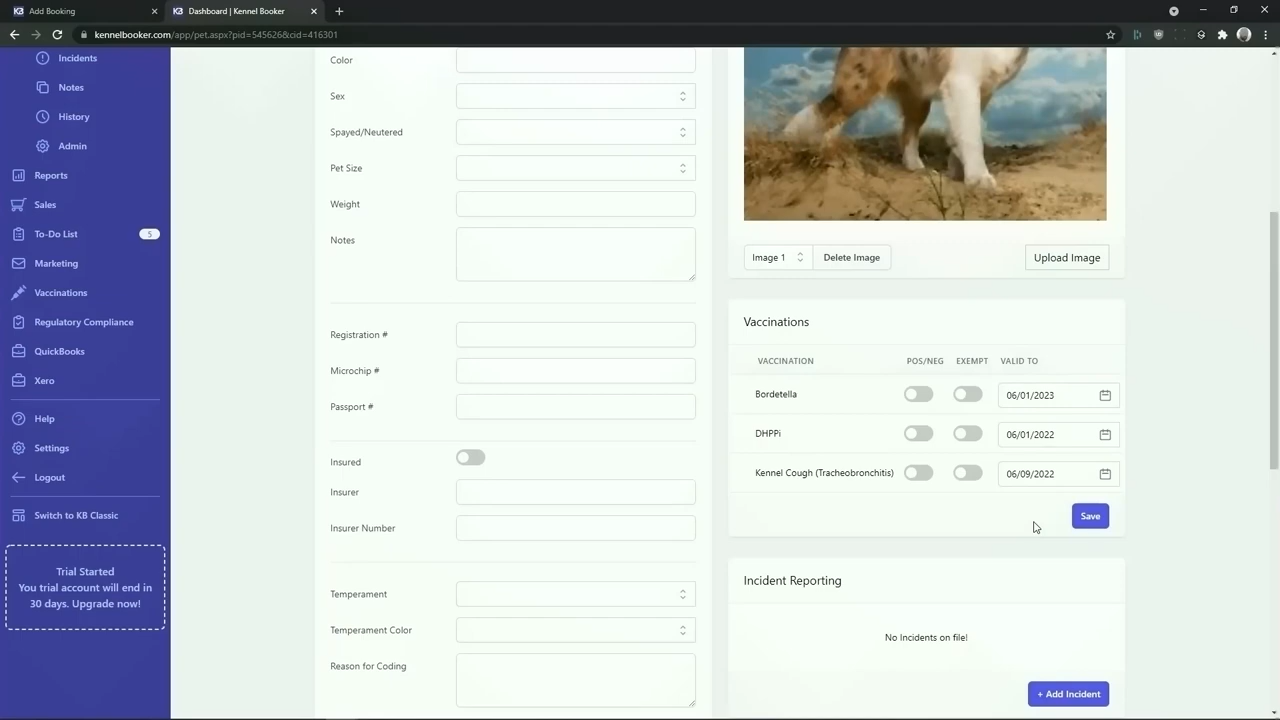 Add Booking
Dashboard | Kennel Booker
kennelbooker.com/app/pet.aspx?pid=545626&cid=416301
Incidents
Notes
History
Admin
Reports
Sales
To-Do List 5
Marketing
Vaccinations
Regulatory Compliance
QuickBooks
Xero
Help
Settings
Logout
Switch to KB Classic
Trial Started
You trial account will end in
30 days. Upgrade now!
Color
Sex
Spayed/Neutered
Pet Size
Weight
Notes
Registration #
Microchip #
Passport #
Insured
Insurer
Insurer Number
Temperament
Temperament Color
Reason for Coding
Image 1
Delete Image
Upload Image
Vaccinations
VACCINATION POS/NEG EXEMPT VALID TO
Bordetella 06/01/2023
DHPPi 06/01/2022
Kennel Cough (Tracheobronchitis) 06/09/2022
Save
Incident Reporting
No Incidents on file!
+ Add Incident